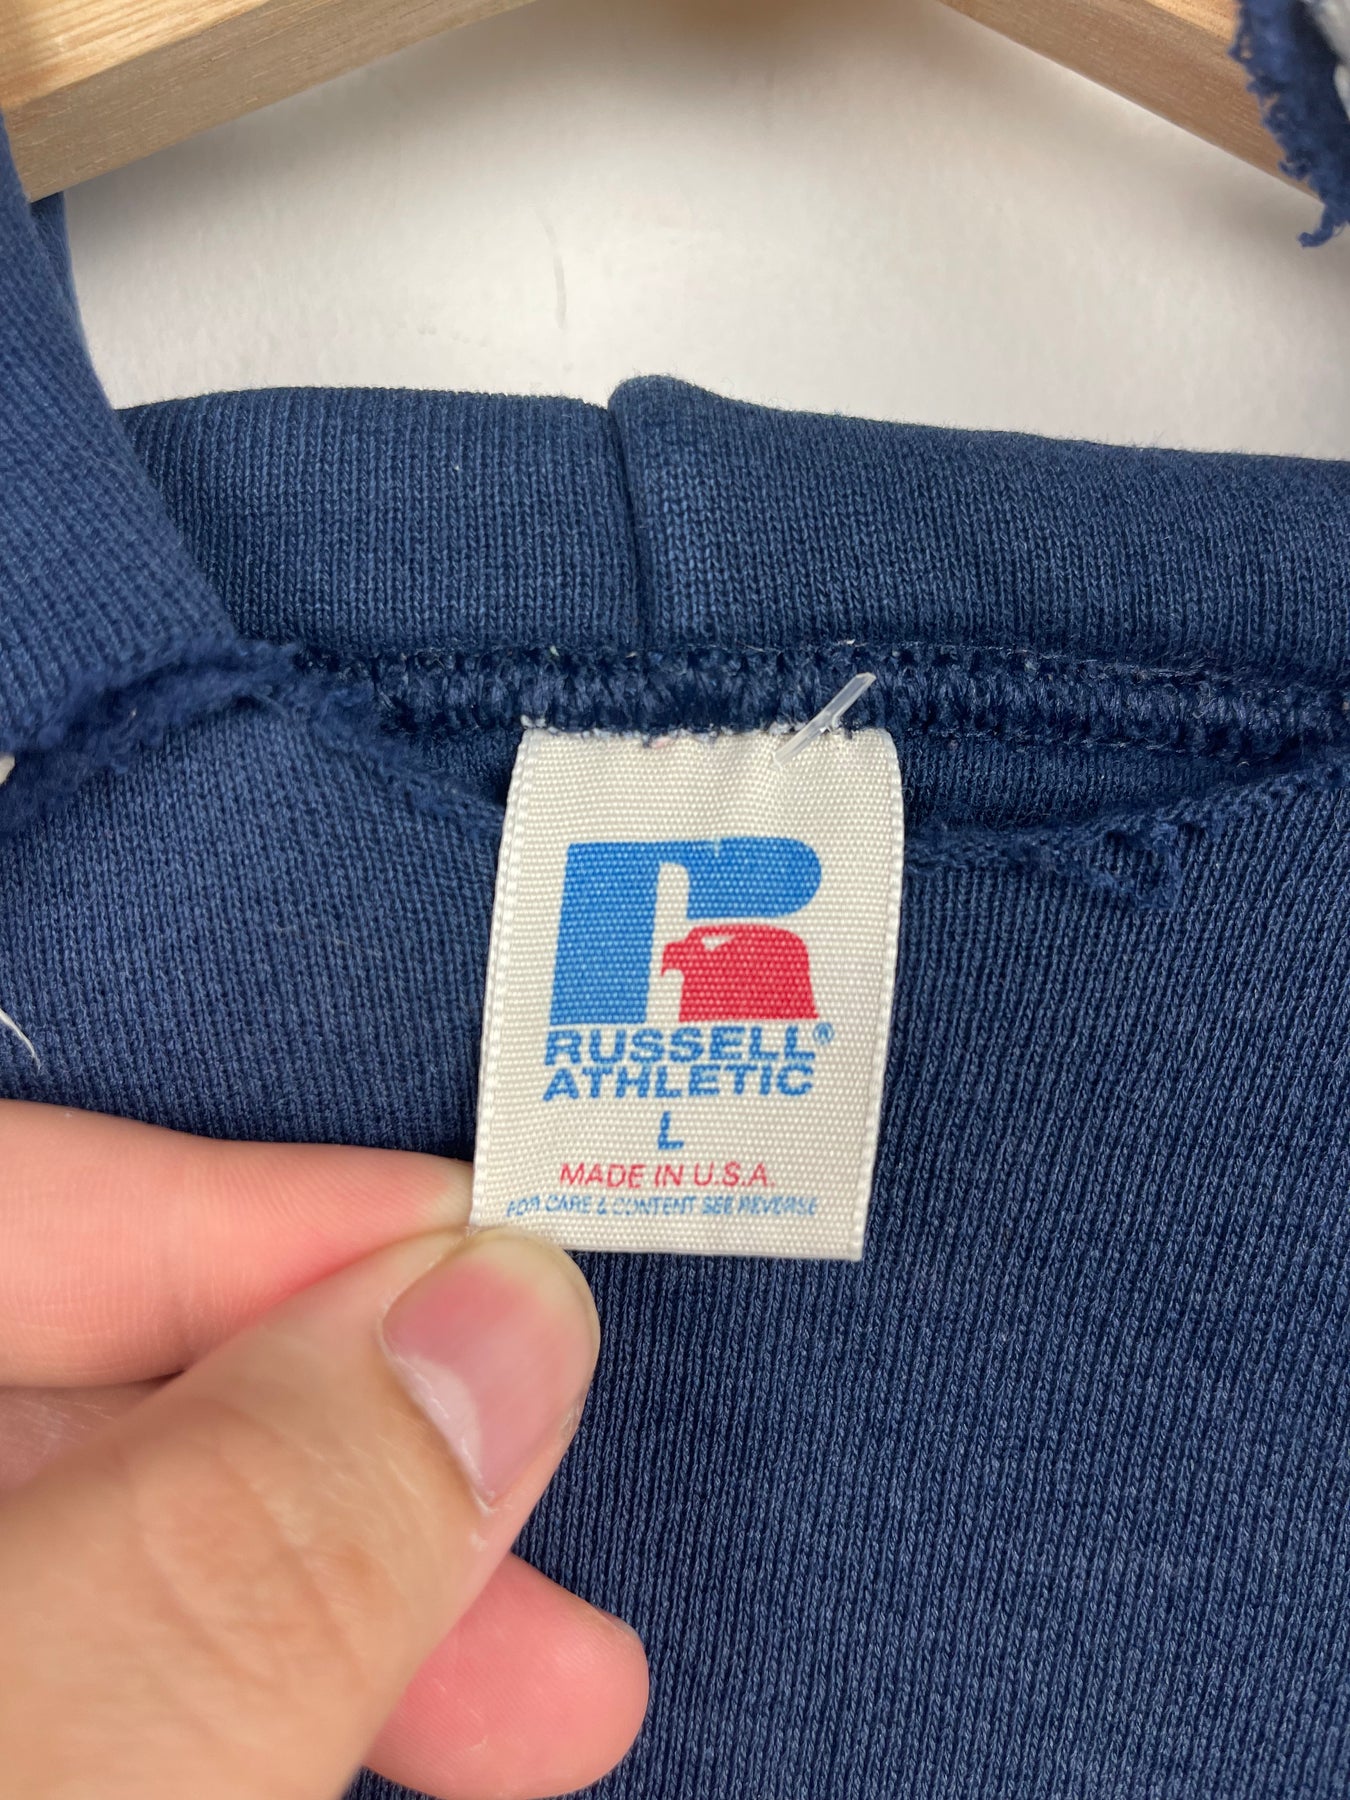 RUSSELL®
ATHLETIC
L
MADE IN U.S.A.
FOR CARE & CONTENT SEE REVERSE